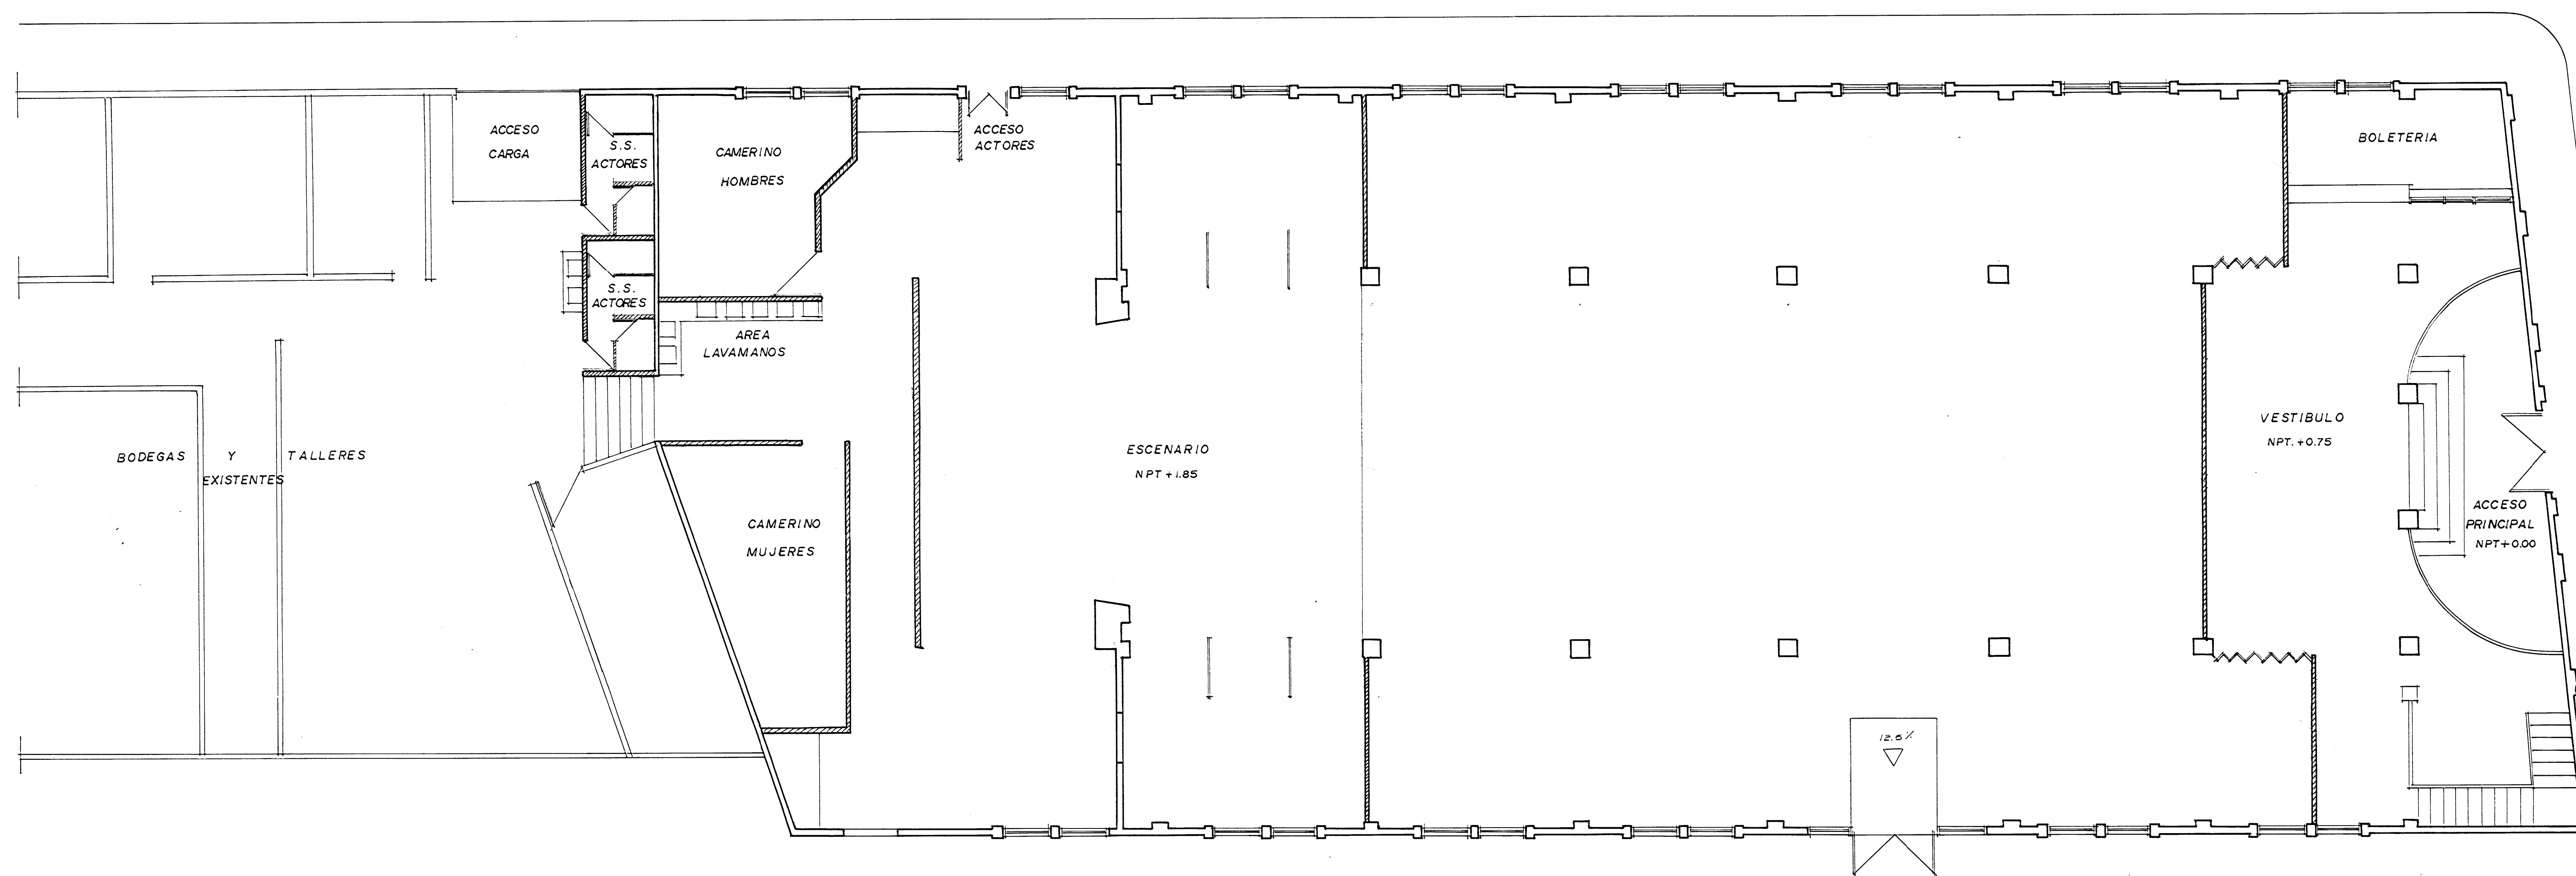 ACCESO
CARGA
S.S.
ACTORES
CAMERINO
HOMBRES
ACCESO
ACTORES
BOLETERIA
S.S.
ACTORES
AREA
LAVAMANOS
BODEGAS Y TALLERES
EXISTENTES
ESCENARIO
NPT +1.85
VESTIBULO
NPT. +0.75
CAMERINO
MUJERES
ACCESO
PRINCIPAL
NPT+0.00
12.5%